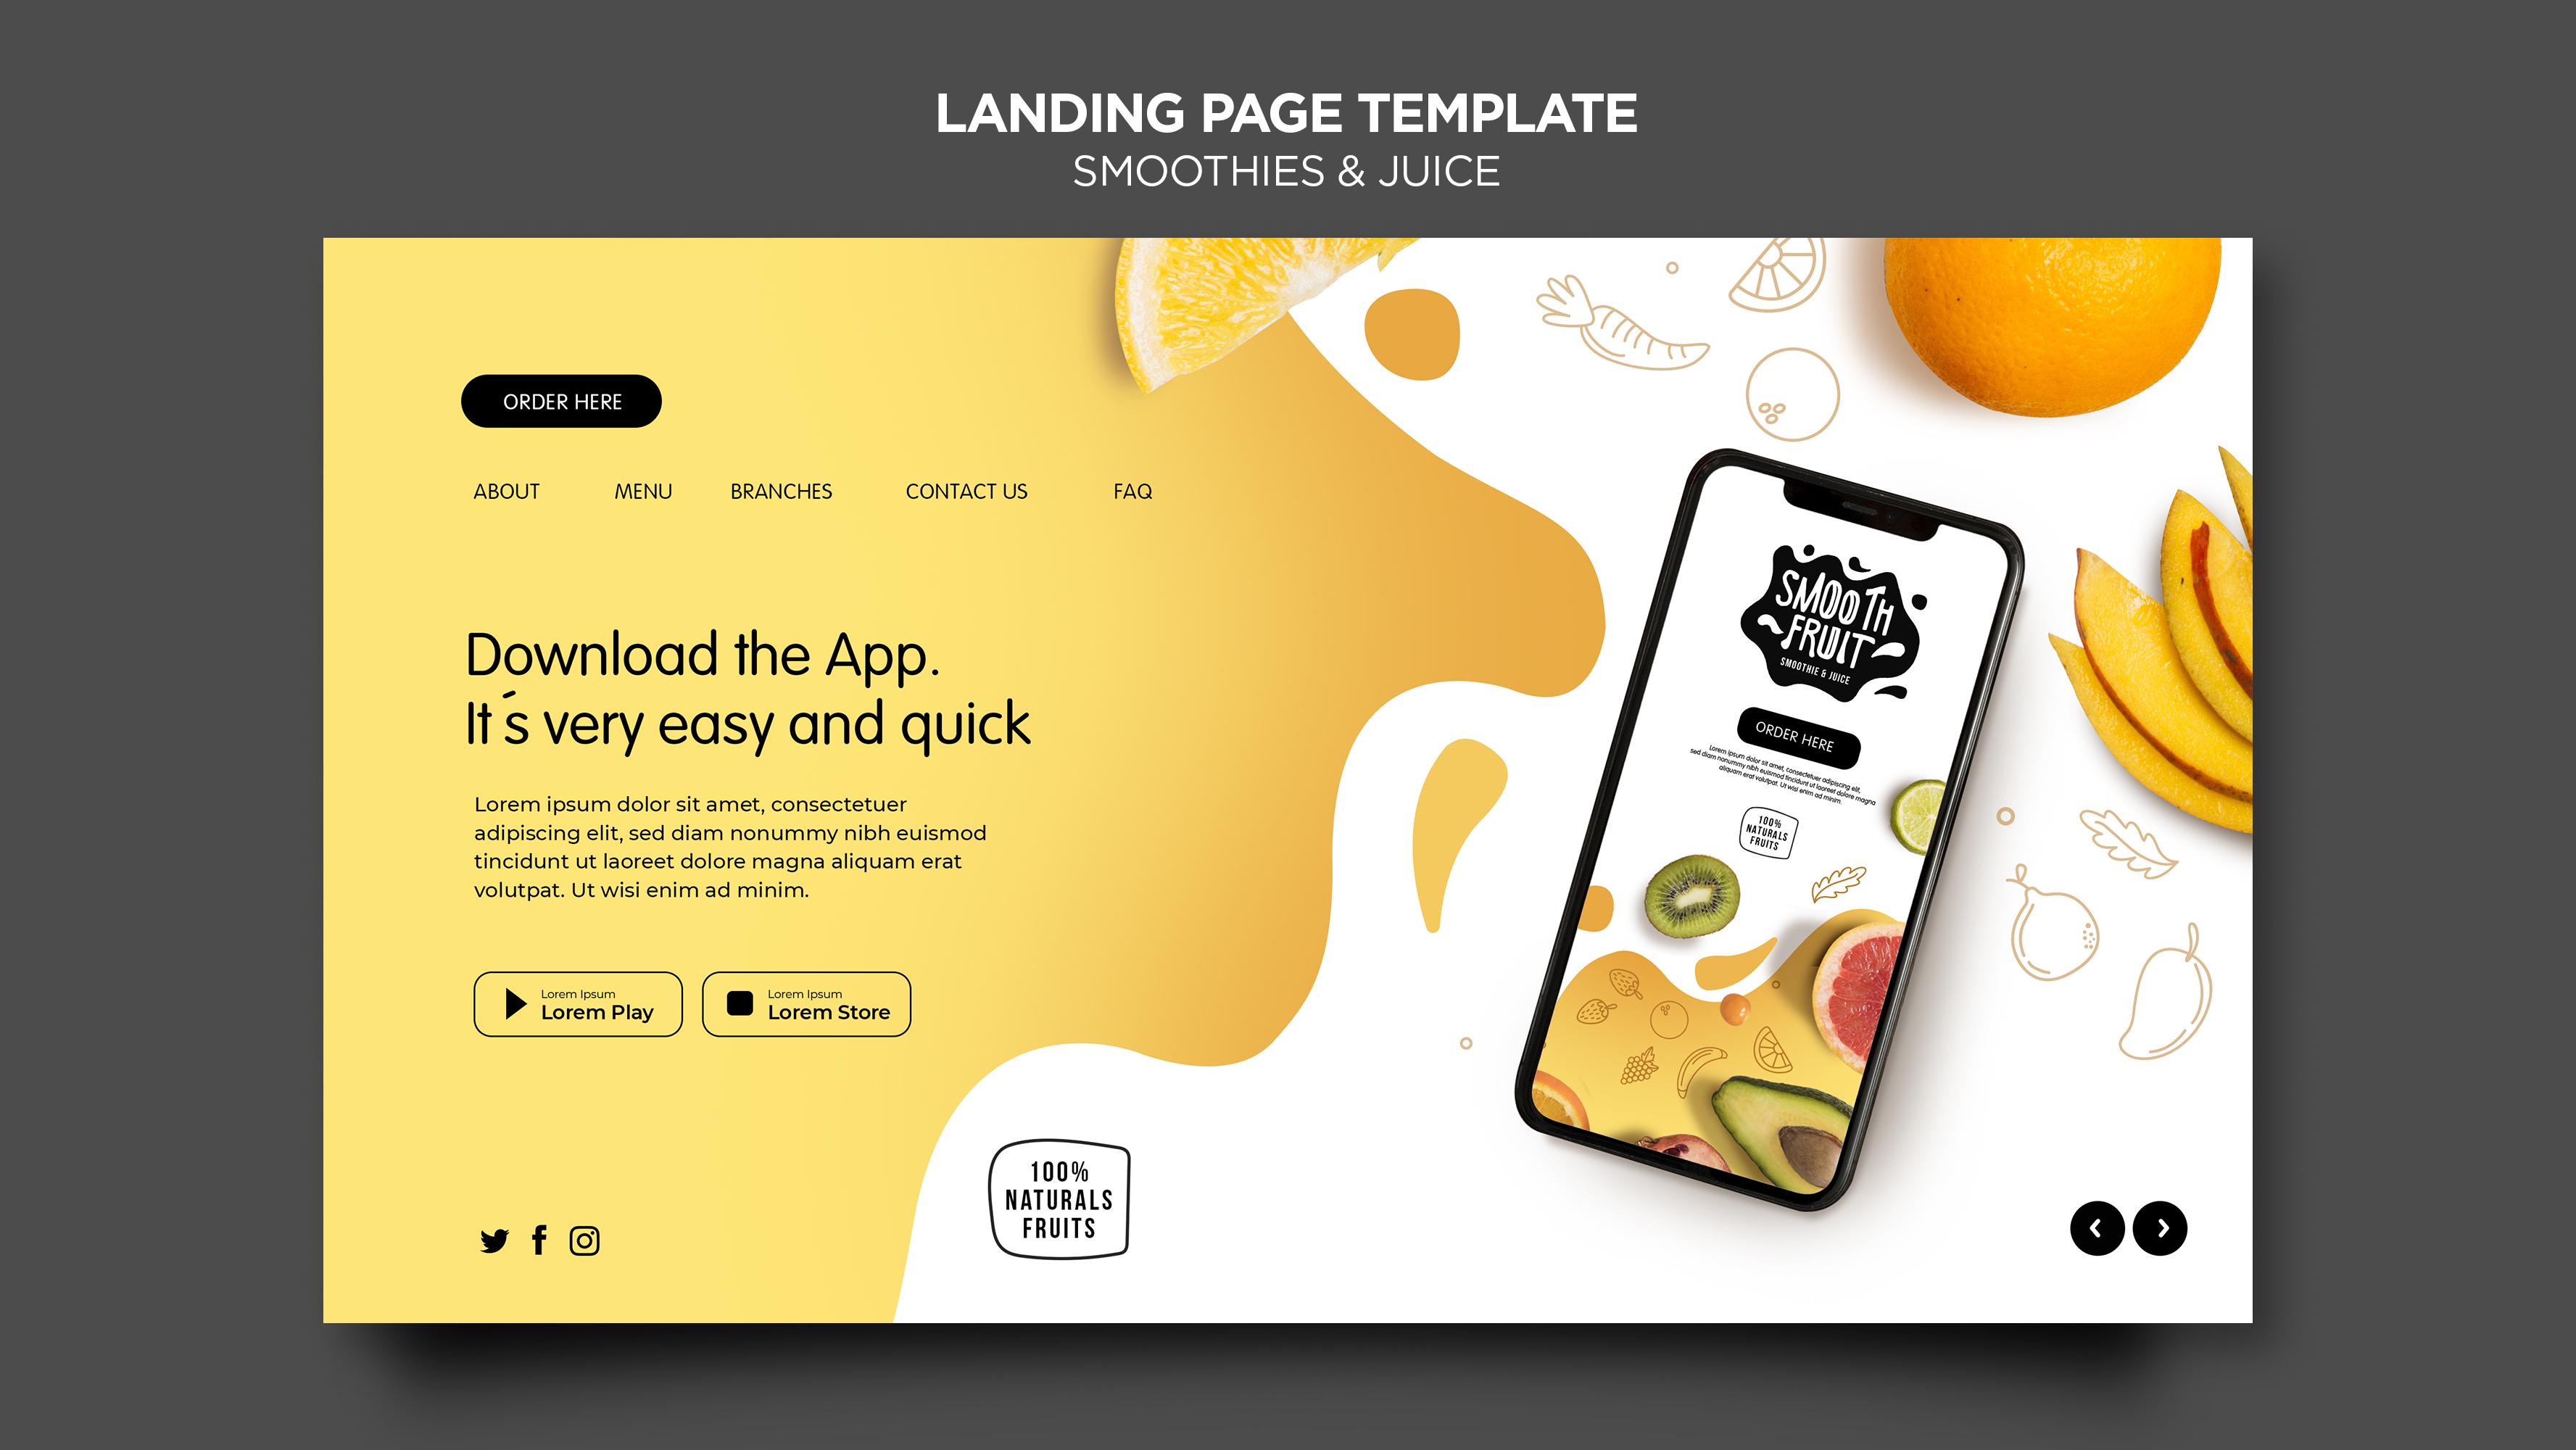 LANDING PAGE TEMPLATE
SMOOTHIES & JUICE
ORDER HERE
ABOUT MENU BRANCHES CONTACT US FAQ
Download the App.
It´s very easy and quick
Lorem ipsum dolor sit amet, consectetuer
adipiscing elit, sed diam nonummy nibh euismod
tincidunt ut laoreet dolore magna aliquam erat
volutpat. Ut wisi enim ad minim.
Lorem Ipsum
Lorem Play
Lorem Ipsum
Lorem Store
100%
NATURALS
FRUITS
SMOOTH
FRUIT
SMOOTHIE & JUICE
ORDER HERE
Lorem ipsum dolor sit amet, consectetuer adipiscing elit,
sed diam nonummy nibh euismod tincidunt ut laoreet dolore magna
aliquam erat volutpat. Ut wisi enim ad minim.
100%
NATURALS
FRUITS